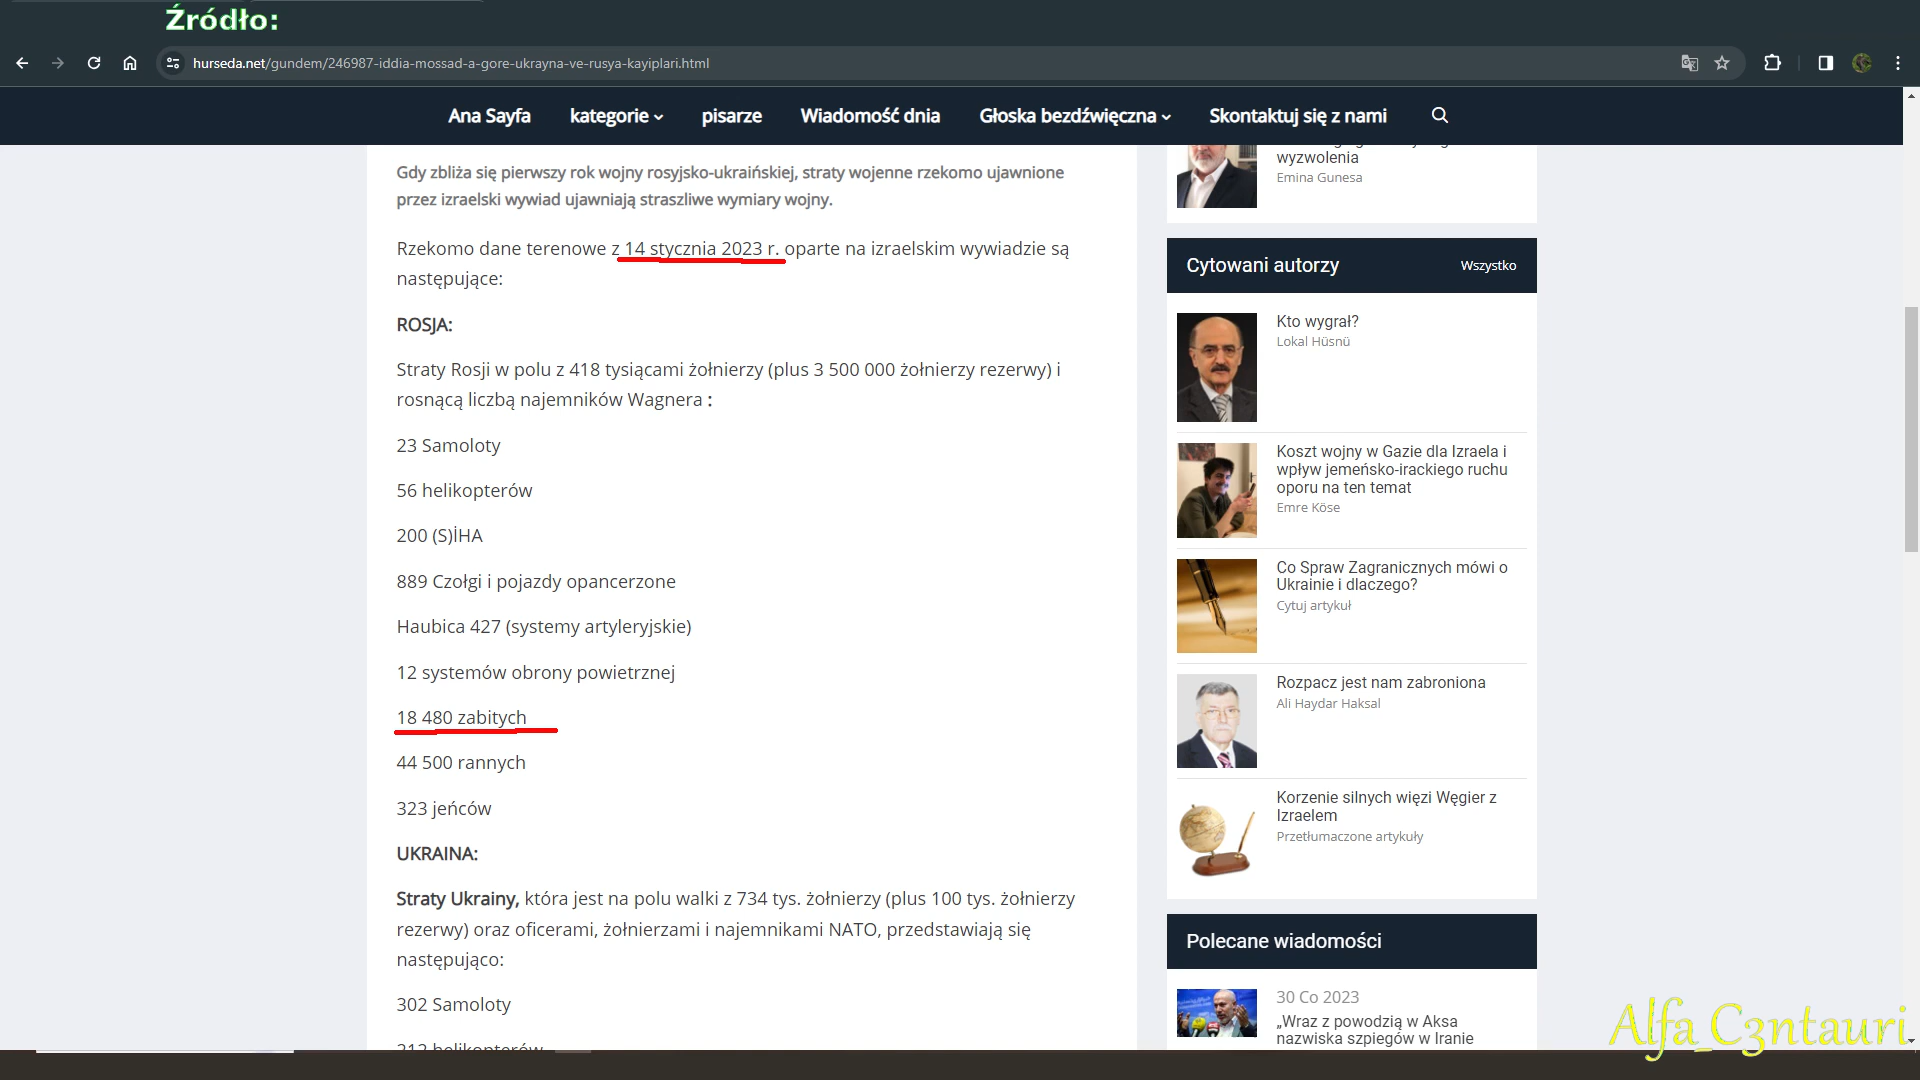 Źródło:
hurseda.net/gundem/246987-iddia-mossad-a-gore-ukrayna-ve-rusya-kayiplari.html
Ana Sayfa kategorie pisarze Wiadomość dnia Głoska bezdźwięczna Skontaktuj się z nami
Gdy zbliża się pierwszy rok wojny rosyjsko-ukraińskiej, straty wojenne rzekomo ujawnione
przez izraelski wywiad ujawniają straszliwe wymiary wojny.
Rzekomo dane terenowe z 14 stycznia 2023 r. oparte na izraelskim wywiadzie są
następujące:
ROSJA:
Straty Rosji w polu z 418 tysiącami żołnierzy (plus 3 500 000 żołnierzy rezerwy) i
rosnącą liczbą najemników Wagnera :
23 Samoloty
56 helikopterów
200 (S)İHA
889 Czołgi i pojazdy opancerzone
Haubica 427 (systemy artyleryjskie)
12 systemów obrony powietrznej
18 480 zabitych
44 500 rannych
323 jeńców
UKRAINA:
Straty Ukrainy, która jest na polu walki z 734 tys. żołnierzy (plus 100 tys. żołnierzy
rezerwy) oraz oficerami, żołnierzami i najemnikami NATO, przedstawiają się
następująco:
302 Samoloty
212 helikopterów
wyzwolenia
Emina Gunesa
Cytowani autorzy Wszystko
Kto wygrał?
Lokal Hüsnü
Koszt wojny w Gazie dla Izraela i
wpływ jemeńsko-irackiego ruchu
oporu na ten temat
Emre Köse
Co Spraw Zagranicznych mówi o
Ukrainie i dlaczego?
Cytuj artykuł
Rozpacz jest nam zabroniona
Ali Haydar Haksal
Korzenie silnych więzi Węgier z
Izraelem
Przetłumaczone artykuły
Polecane wiadomości
30 Co 2023
„Wraz z powodzią w Aksa
nazwiska szpiegów w Iranie
Alfa_C3ntauri